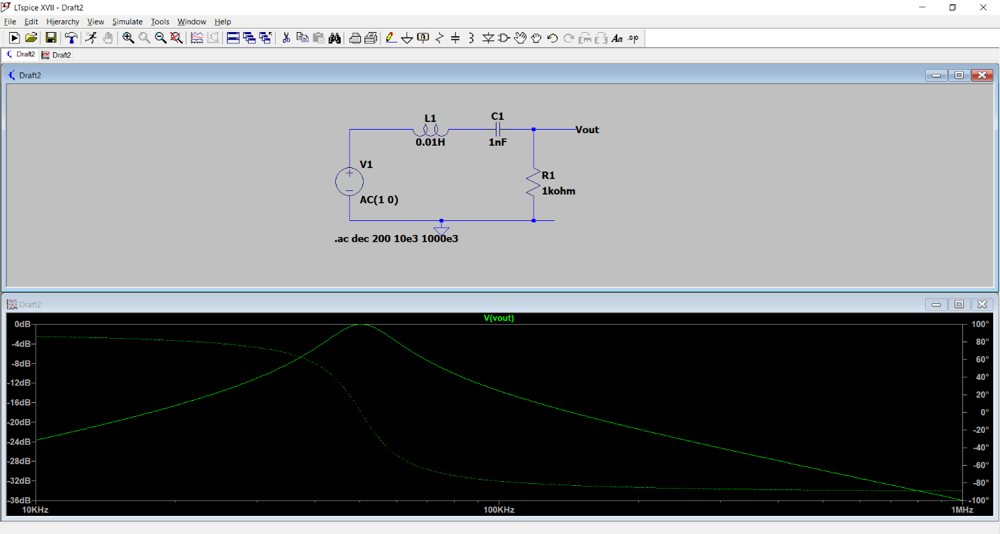 LTspice XVII - Draft2
File Edit Hierarchy View Simulate Tools Window Help
Draft2 Draft2
Draft2
L1
0.01H
C1
1nF
Vout
V1
AC(1 0)
R1
1kohm
.ac dec 200 10e3 1000e3
Draft2
V(vout)
0dB 100°
-4dB 80°
-8dB 60°
-12dB 40°
-16dB 20°
0°
-20dB -20°
-24dB -40°
-28dB -60°
-32dB -80°
-36dB -100°
10KHz 100KHz 1MHz